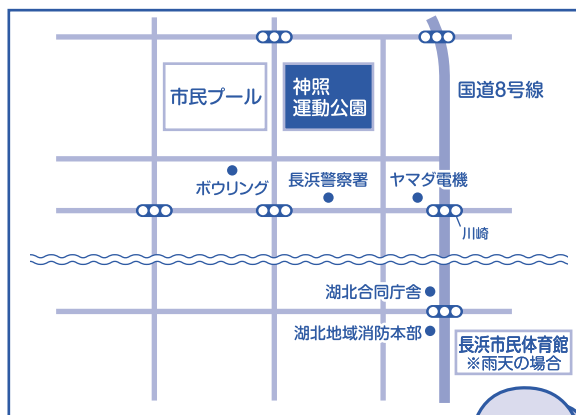 市民プール
神照
運動公園
国道8号線
ボウリング
長浜警察署
ヤマダ電機
川崎
湖北合同庁舎
湖北地域消防本部
長浜市民体育館
※雨天の場合